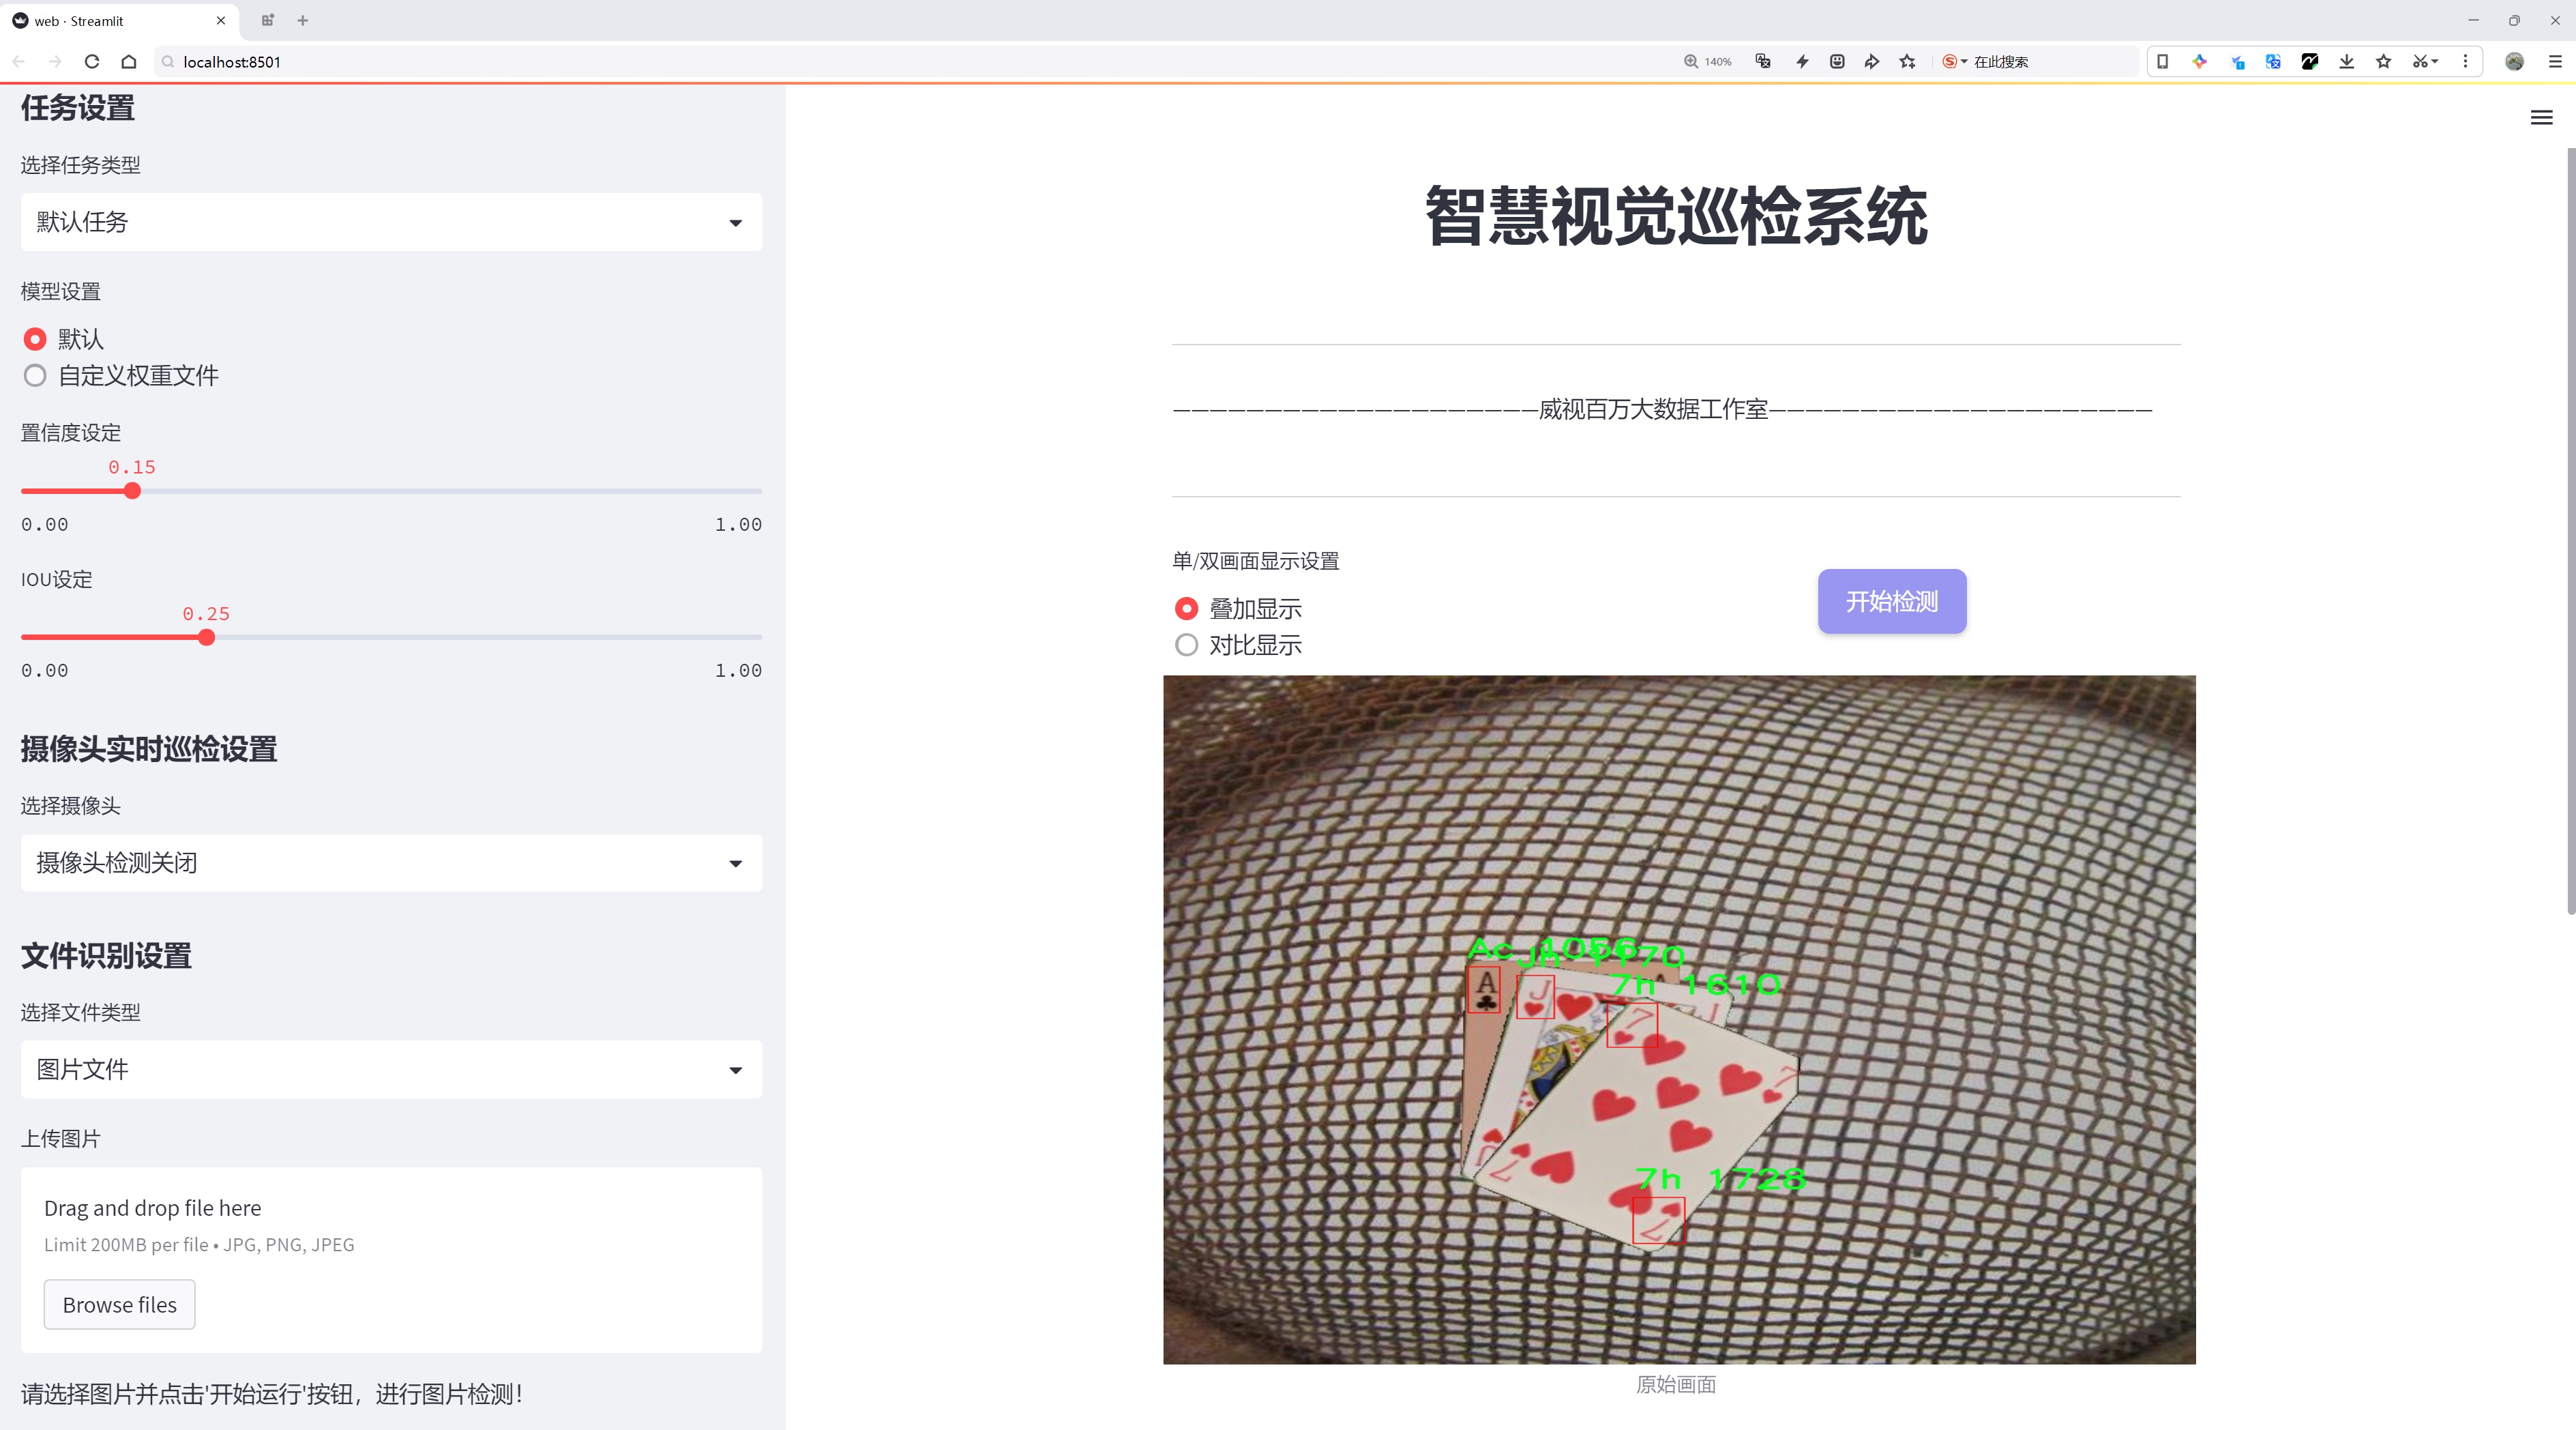 web · Streamlit
localhost:8501
140%
在此搜索
任务设置
选择任务类型
默认任务
模型设置
默认
自定义权重文件
置信度设定
0.15
0.00
1.00
IOU设定
0.25
0.00
1.00
摄像头实时巡检设置
选择摄像头
摄像头检测关闭
文件识别设置
选择文件类型
图片文件
上传图片
Drag and drop file here
Limit 200MB per file • JPG, PNG, JPEG
Browse files
请选择图片并点击'开始运行'按钮，进行图片检测！
智慧视觉巡检系统
—————————————————————威视百万大数据工作室——————————————————————
单/双画面显示设置
叠加显示
对比显示
开始检测
Ac 1056
Jh 1170
7h 1610
A
J
7
A
J
7
J
7
7h 1728
7
原始画面